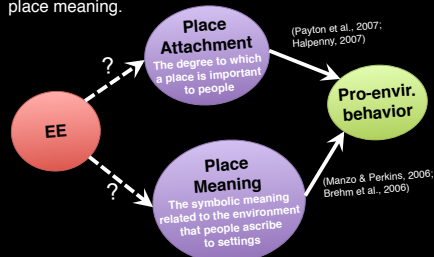 place meaning.
Place
Attachment
The degree to which
a place is important
to people
(Payton et al., 2007;
Halpenny, 2007)
?
EE
Pro-envir.
behavior
?
Place
Meaning
The symbolic meaning
related to the environment
that people ascribe
to settings
(Manzo & Perkins, 2006;
Brehm et al., 2006)